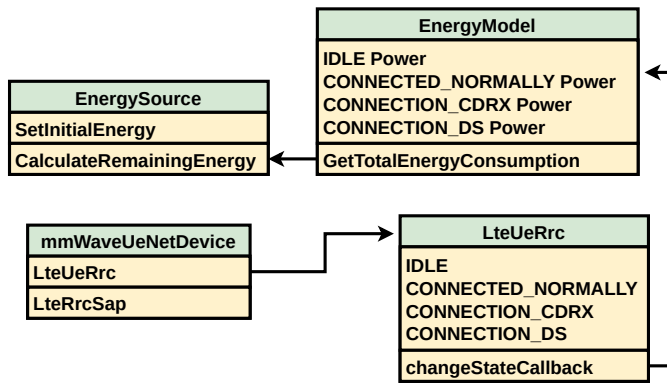 EnergyModel
IDLE Power
CONNECTED_NORMALLY Power
CONNECTION_CDRX Power
CONNECTION_DS Power
GetTotalEnergyConsumption
EnergySource
SetInitialEnergy
CalculateRemainingEnergy
mmWaveUeNetDevice
LteUeRrc
LteRrcSap
LteUeRrc
IDLE
CONNECTED_NORMALLY
CONNECTION_CDRX
CONNECTION_DS
changeStateCallback